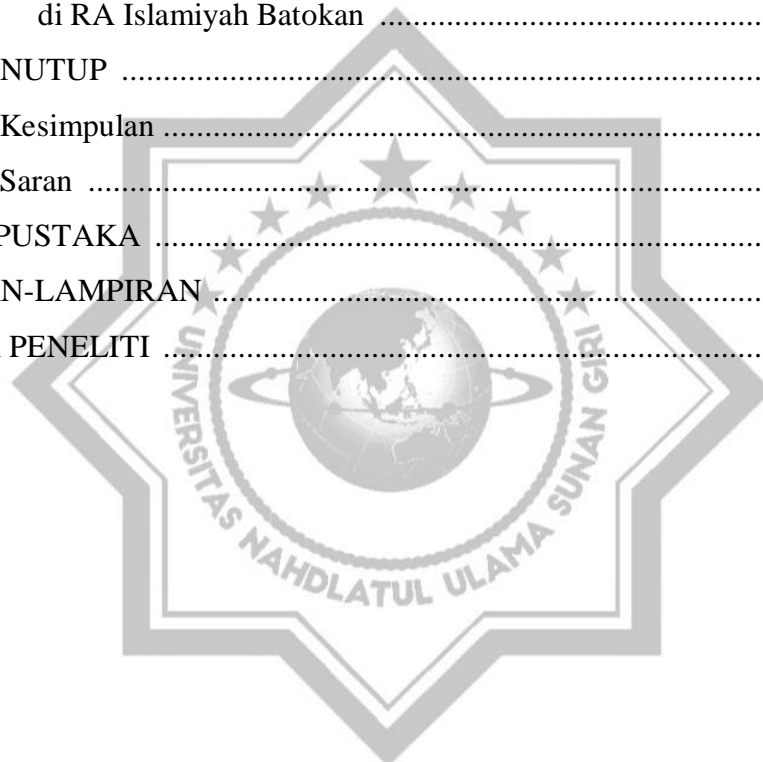 di RA Islamiyah Batokan ..........................................
NUTUP ....................................................................
Kesimpulan ................................................................
Saran ........................................................................
PUSTAKA .................................................................
N-LAMPIRAN ...........................................................
PENELITI .................................................................
UNIVERSITAS NAHDLATUL ULAMA SUNAN GIRI